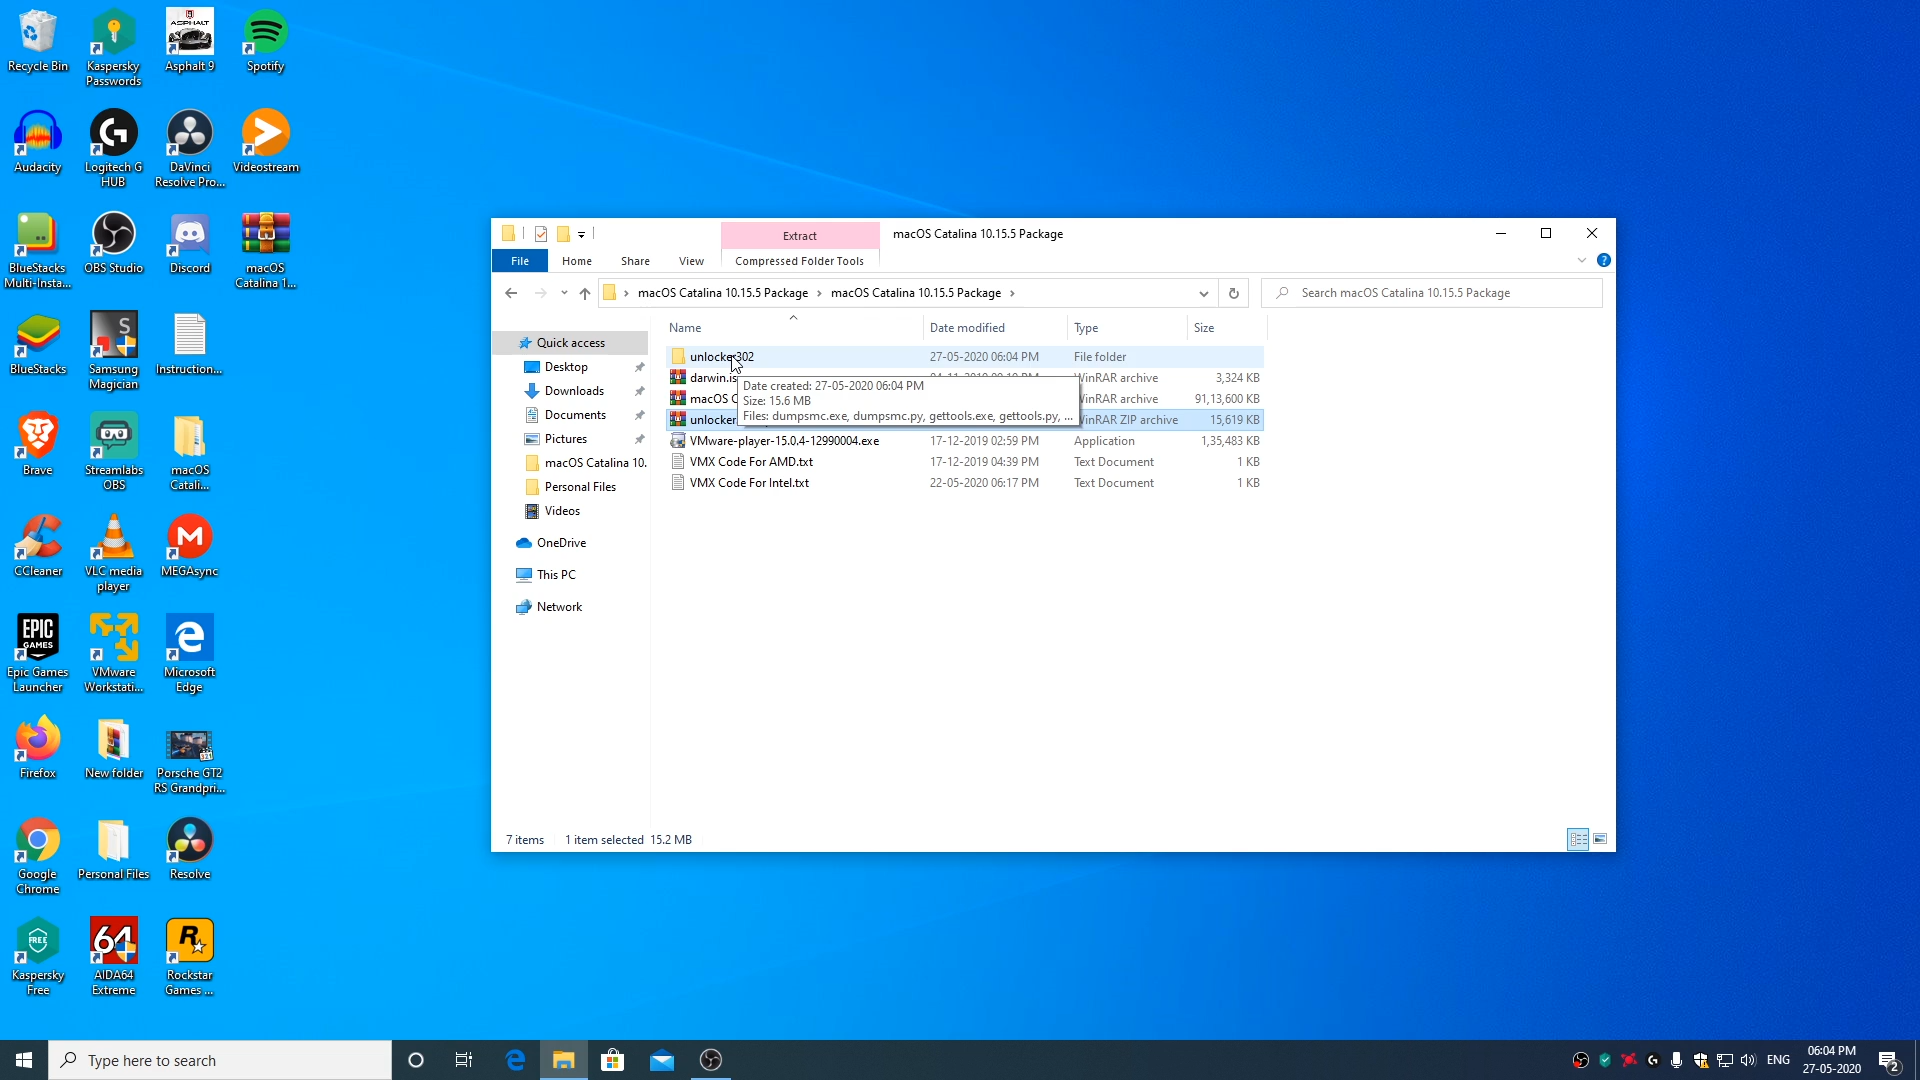 Recycle Bin
Kaspersky
Passwords
ASPHALT
Asphalt 9
Spotify
Audacity
Logitech G
HUB
DaVinci
Resolve Pro...
Videostream
BlueStacks
Multi-Insta...
OBS Studio
Discord
macOS
Catalina 1...
BlueStacks
S
Samsung
Magician
Instruction...
Brave
Streamlabs
OBS
macOS
Catali...
CCleaner
VLC media
player
MEGAsync
EPIC
GAMES
Epic Games
Launcher
VMware
Workstati...
Microsoft
Edge
Firefox
New folder
321
Porsche GT2
RS Grandpri...
Google
Chrome
Personal Files
Resolve
FREE
Kaspersky
Free
64
AIDA64
Extreme
R
Rockstar
Games ...
Extract
macOS Catalina 10.15.5 Package
File
Home
Share
View
Compressed Folder Tools
macOS Catalina 10.15.5 Package
macOS Catalina 10.15.5 Package
Search macOS Catalina 10.15.5 Package
Name
Date modified
Type
Size
Quick access
Desktop
Downloads
Documents
Pictures
macOS Catalina 10.
Personal Files
Videos
OneDrive
This PC
Network
unlocker302 27-05-2020 06:04 PM File folder
darwin.is WinRAR archive 3,324 KB
macOS C WinRAR archive 91,13,600 KB
unlocker WinRAR ZIP archive 15,619 KB
VMware-player-15.0.4-12990004.exe 17-12-2019 02:59 PM Application 1,35,483 KB
VMX Code For AMD.txt 17-12-2019 04:39 PM Text Document 1 KB
VMX Code For Intel.txt 22-05-2020 06:17 PM Text Document 1 KB
Date created: 27-05-2020 06:04 PM
Size: 15.6 MB
Files: dumpsmc.exe, dumpsmc.py, gettools.exe, gettools.py, ...
7 items 1 item selected 15.2 MB
Type here to search
ENG
06:04 PM
27-05-2020
2